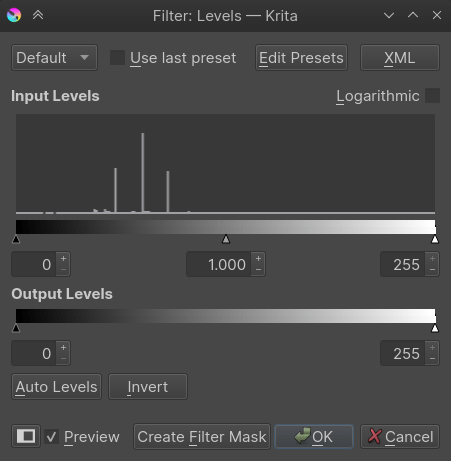 Filter: Levels — Krita
Default Use last preset Edit Presets XML
Input Levels Logarithmic
0 1.000 255
Output Levels
0 255
Auto Levels Invert
Preview Create Filter Mask OK Cancel